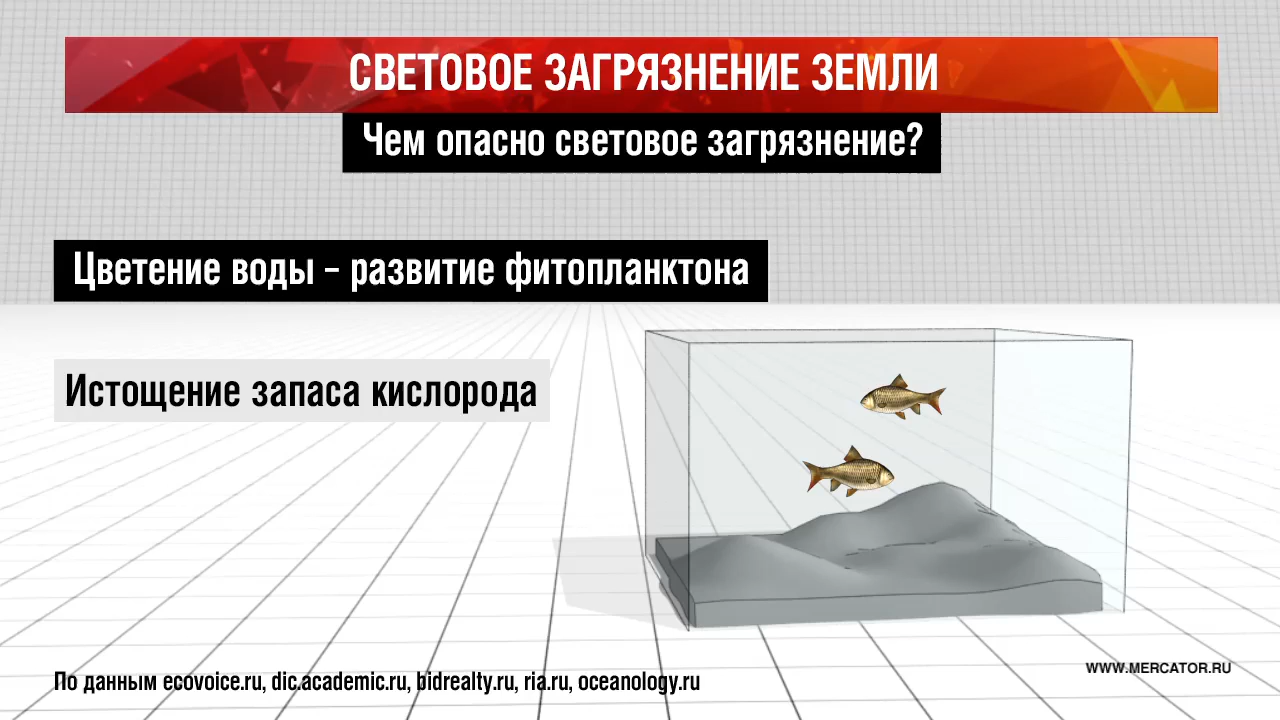 СВЕТОВОЕ ЗАГРЯЗНЕНИЕ ЗЕМЛИ
Чем опасно световое загрязнение?
Цветение воды – развитие фитопланктона
Истощение запаса кислорода
По данным ecovoice.ru, dic.academic.ru, bidrealty.ru, ria.ru, oceanology.ru
WWW.MERCATOR.RU